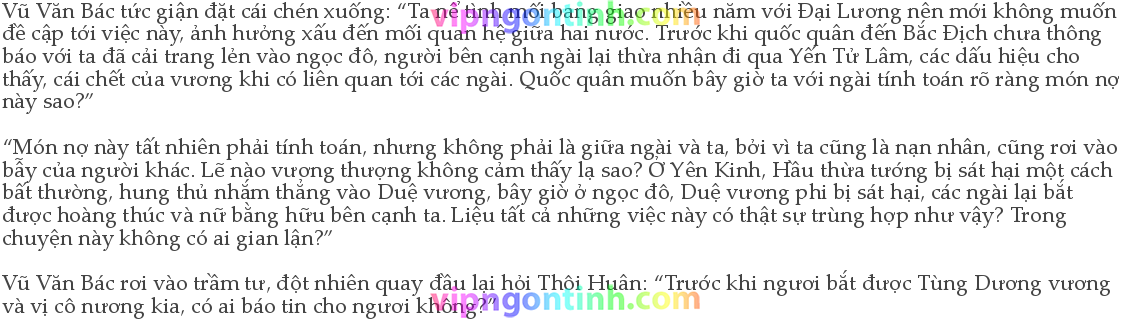 Vũ Văn Bác tức giận đặt cái chén xuống: “Ta nể tình mối bang giao nhiều năm với Đại Lương nên mới không muốn
vipngontinh.com
đề cập tới việc này, ảnh hưởng xấu đến mối quan hệ giữa hai nước. Trước khi quốc quân đến Bắc Địch chưa thông
báo với ta đã cải trang lẻn vào ngọc đô, người bên cạnh ngài lại thừa nhận đi qua Yến Tử Lâm, các dấu hiệu cho
thấy, cái chết của vương khi có liên quan tới các ngài. Quốc quân muốn bây giờ ta với ngài tính toán rõ ràng món nợ
này sao?”
vipngontinh.com
“Món nợ này tất nhiên phải tính toán, nhưng không phải là giữa ngài và ta, bởi vì ta cũng là nạn nhân, cũng rơi vào
bẫy của người khác. Lẽ nào vượng thượng không cảm thấy lạ sao? Ở Yên Kinh, Hầu thừa tướng bị sát hại một cách
bất thường, hung thủ nhắm thẳng vào Duệ vương, bây giờ ở ngọc đô, Duệ vương phi bị sát hại, các ngài lại bắt
được hoàng thúc và nữ bằng hữu bên cạnh ta. Liệu tất cả những việc này có thật sự trùng hợp như vậy? Trong
chuyện này không có ai gian lận?”
Vũ Văn Bác rơi vào trầm tư, đột nhiên quay đầu lại hỏi Thôi Huân: “Trước khi ngươi bắt được Tùng Dương vương
và vị cô nương kia, có ai báo tin cho ngươi không?”
vipngontinh.com